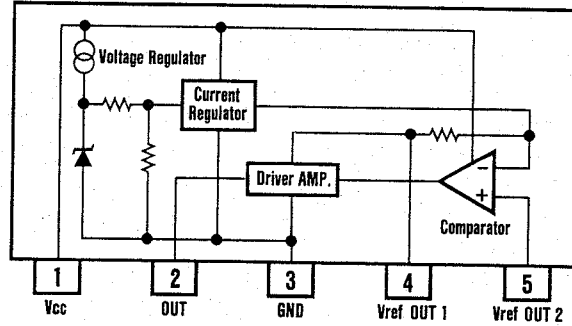 Voltage Regulator
Current
Regulator
Driver AMP.
−
+
Comparator
1
2
3
4
5
Vcc
OUT
GND
Vref OUT 1
Vref OUT 2